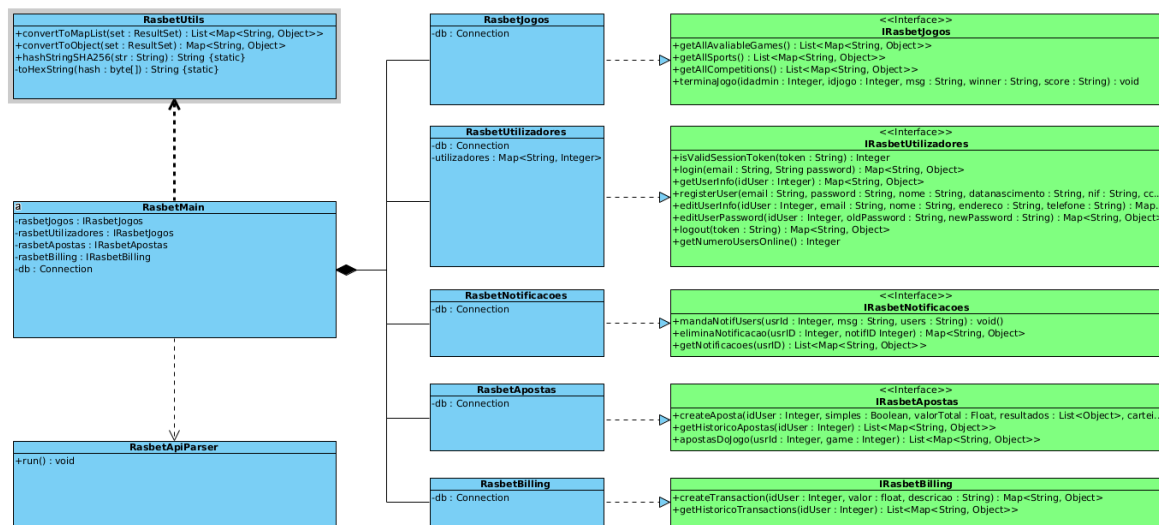 RasbetUtils
+convertToMapList(set : ResultSet) : List<Map<String, Object>>
+convertToObject(set : ResultSet) : Map<String, Object>
+hashStringSHA256(str : String) : String {static}
-toHexString(hash : byte[]) : String {static}
a
RasbetMain
-rasbetJogos : IRasbetJogos
-rasbetUtilizadores : IRasbetJogos
-rasbetApostas : IRasbetApostas
-rasbetBilling : IRasbetBilling
-db : Connection
RasbetApiParser
+run() : void
RasbetJogos
-db : Connection
RasbetUtilizadores
-db : Connection
-utilizadores : Map<String, Integer>
RasbetNotificacoes
-db : Connection
RasbetApostas
-db : Connection
RasbetBilling
-db : Connection
<<Interface>>
IRasbetJogos
+getAllAvaliableGames() : List<Map<String, Object>>
+getAllSports() : List<Map<String, Object>>
+getAllCompetitions() : List<Map<String, Object>>
+terminaJogo(idadmin : Integer, idjogo : Integer, msg : String, winner : String, score : String) : void
<<Interface>>
IRasbetUtilizadores
+isValidSessionToken(token : String) : Integer
+login(email : String, String password) : Map<String, Object>
+getUserInfo(idUser : Integer) : Map<String, Object>
+registerUser(email : String, password : String, nome : String, datanascimento : String, nif : String, cc...
+editUserInfo(idUser : Integer, email : String, nome : String, endereco : String, telefone : String) : Map...
+editUserPassword(idUser : Integer, oldPassword : String, newPassword : String) : Map<String, Object>
+logout(token : String) : Map<String, Object>
+getNumeroUsersOnline() : Integer
<<Interface>>
IRasbetNotificacoes
+mandaNotifUsers(usrId : Integer, msg : String, users : String) : void()
+eliminaNotificacao(usrID : Integer, notifID Integer) : Map<String, Object>
+getNotificacoes(usrID) : List<Map<String, Object>>
<<Interface>>
IRasbetApostas
+createAposta(idUser : Integer, simples : Boolean, valorTotal : Float, resultados : List<Object>, cartei...
+getHistoricoApostas(idUser : Integer) : List<Map<String, Object>>
+apostasDoJogo(usrId : Integer, game : Integer) : List<Map<String, Object>>
IRasbetBilling
+createTransaction(idUser : Integer, valor : float, descricao : String) : Map<String, Object>
+getHistoricoTransactions(idUser : Integer) : List<Map<String, Object>>